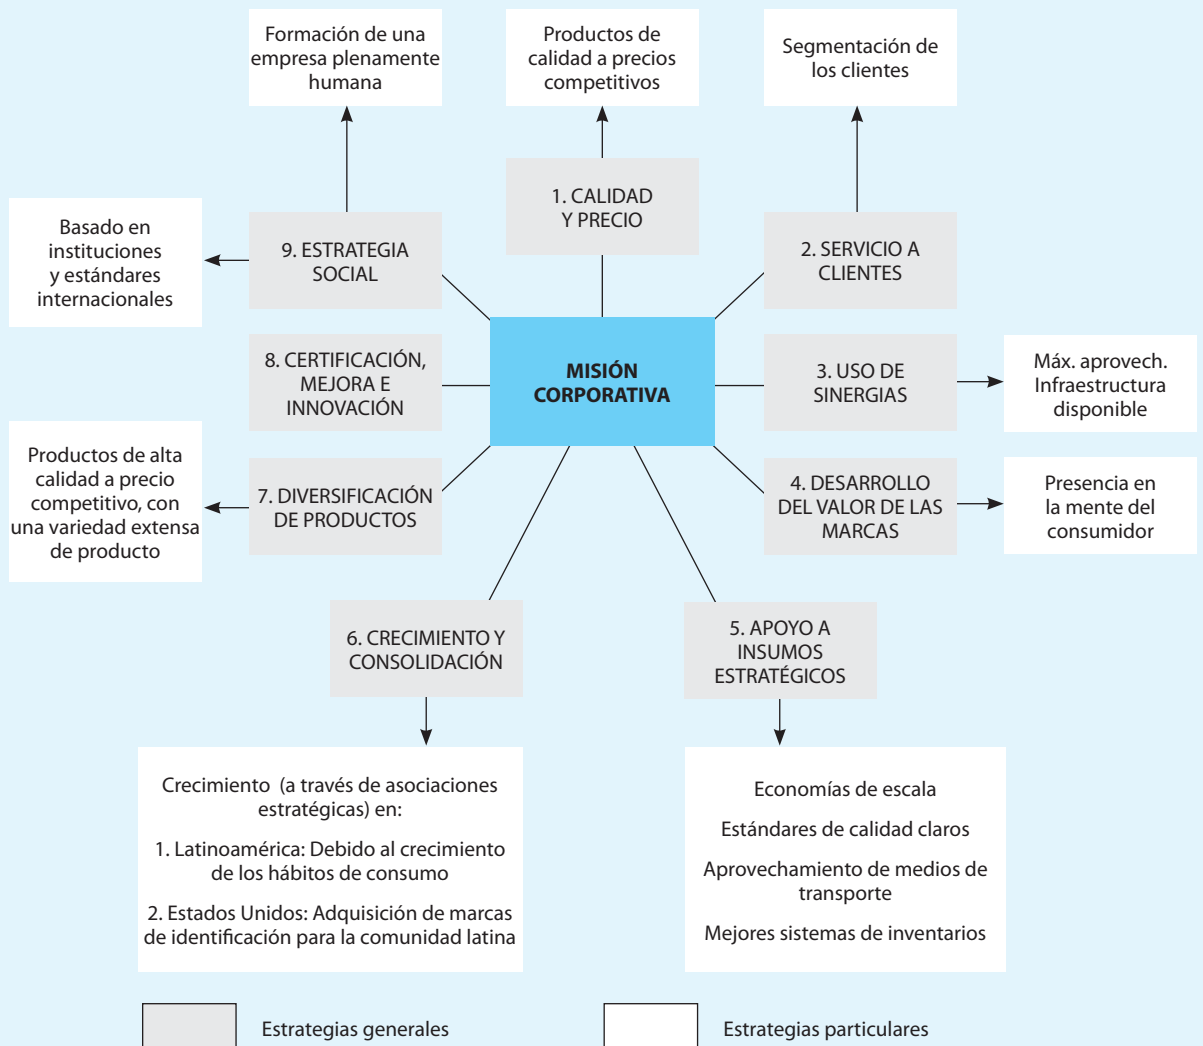 Formación de una
empresa plenamente
humana
Productos de
calidad a precios
competitivos
Segmentación de
los clientes
1. CALIDAD
Y PRECIO
Basado en
instituciones
y estándares
internacionales
9. ESTRATEGIA
SOCIAL
2. SERVICIO A
CLIENTES
8. CERTIFICACIÓN,
MEJORA E
INNOVACIÓN
MISIÓN
CORPORATIVA
3. USO DE
SINERGIAS
Máx. aprovech.
Infraestructura
disponible
Productos de alta
calidad a precio
competitivo, con
una variedad extensa
de producto
7. DIVERSIFICACIÓN
DE PRODUCTOS
4. DESARROLLO
DEL VALOR DE LAS
MARCAS
Presencia en
la mente del
consumidor
6. CRECIMIENTO Y
CONSOLIDACIÓN
5. APOYO A
INSUMOS
ESTRATÉGICOS
Crecimiento (a través de asociaciones
estratégicas) en:
1. Latinoamérica: Debido al crecimiento
de los hábitos de consumo
2. Estados Unidos: Adquisición de marcas
de identificación para la comunidad latina
Economías de escala
Estándares de calidad claros
Aprovechamiento de medios de
transporte
Mejores sistemas de inventarios
Estrategias generales
Estrategias particulares